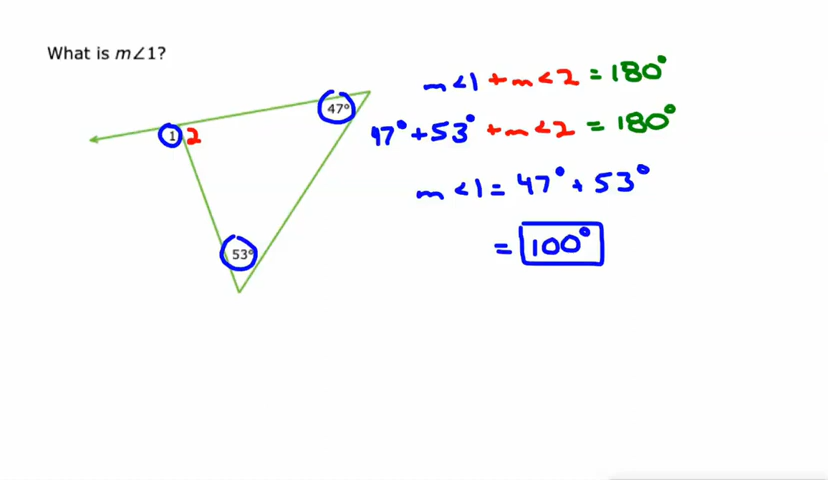 What is m∠1?
m∠1 + m∠2 = 180°
47°
1 2
47° + 53° + m∠2 = 180°
m∠1 = 47° + 53°
53°
= 100°